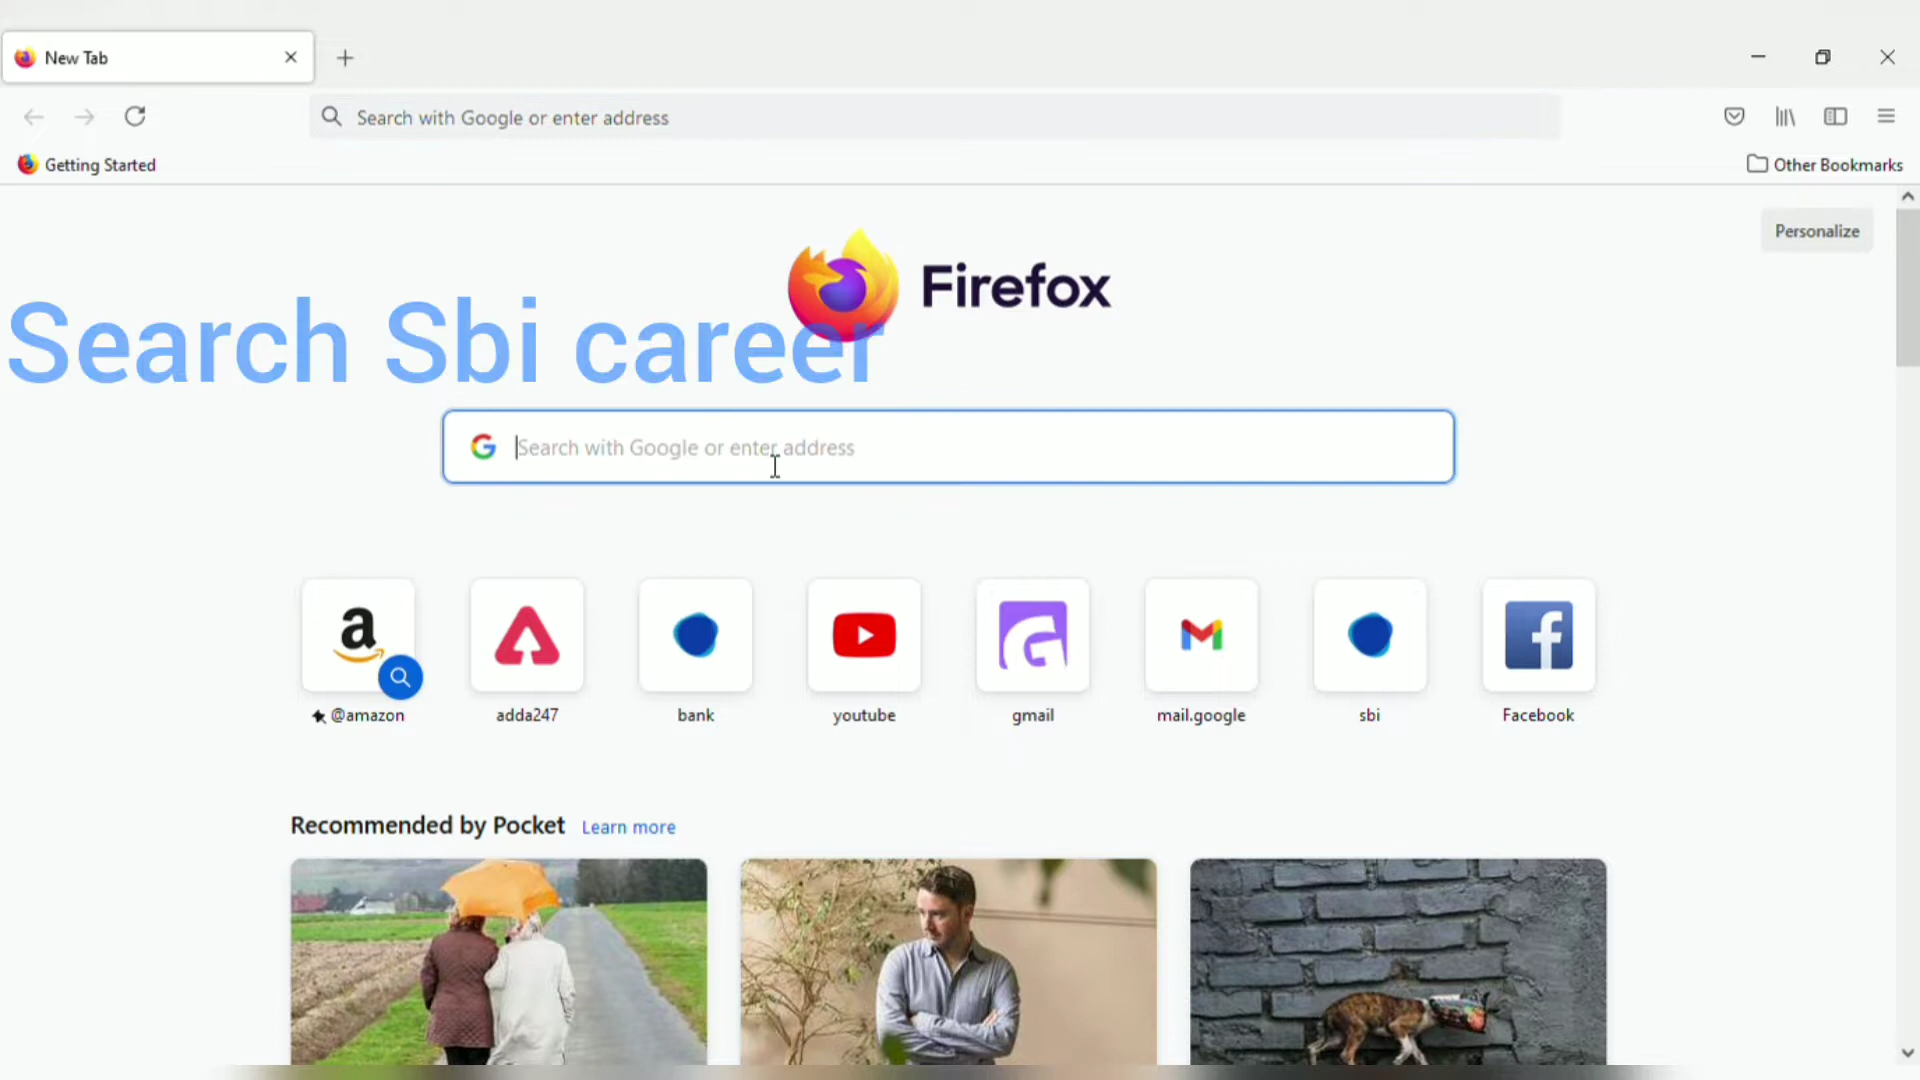 New Tab
Search with Google or enter address
Getting Started
Other Bookmarks
Personalize
Firefox
Search Sbi career
Search with Google or enter address
@amazon
adda247
bank
youtube
gmail
mail.google
sbi
Facebook
Recommended by Pocket Learn more